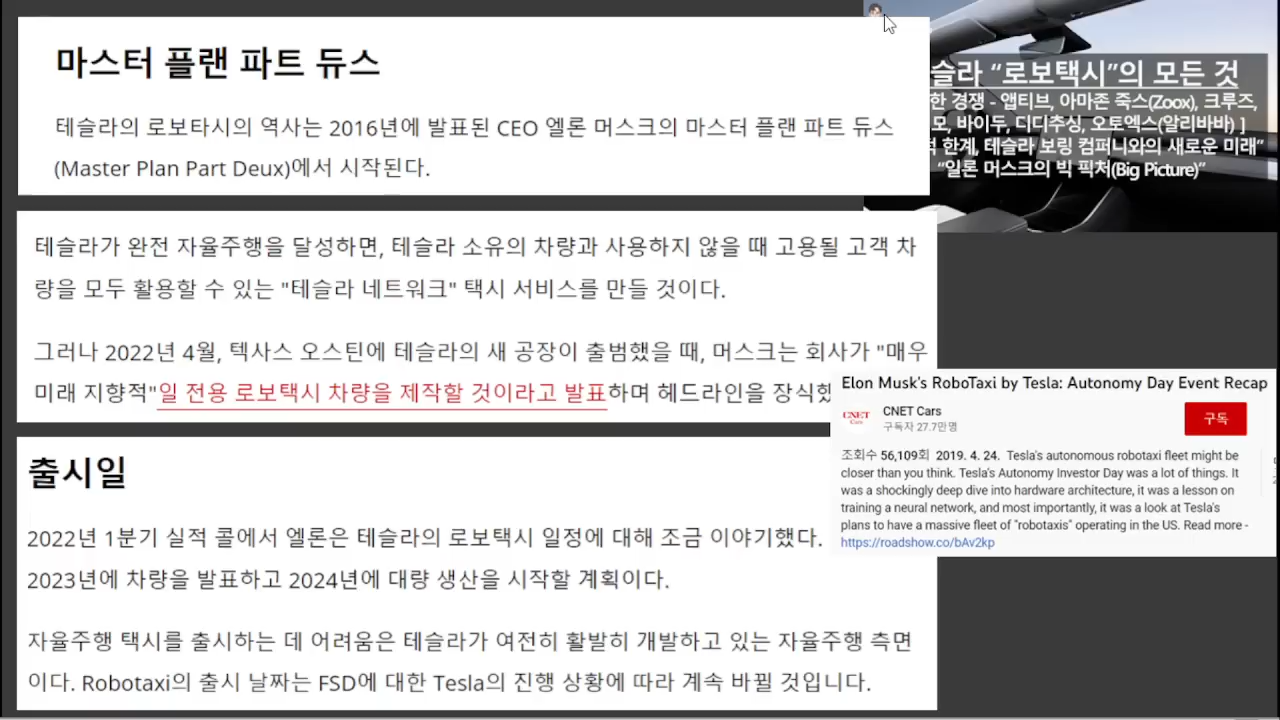 마스터 플랜 파트 듀스
테슬라의 로보타시의 역사는 2016년에 발표된 CEO 엘론 머스크의 마스터 플랜 파트 듀스
(Master Plan Part Deux)에서 시작된다.
슬라 “로보택시”의 모든 것
한 경쟁 - 앱티브, 아마존 죽스(Zoox), 크루즈,
모, 바이두, 디디추싱, 오토엑스(알리바바) ]
한계, 테슬라 보링 컴퍼니와의 새로운 미래”
“일론 머스크의 빅 픽처(Big Picture)”
테슬라가 완전 자율주행을 달성하면, 테슬라 소유의 차량과 사용하지 않을 때 고용될 고객 차
량을 모두 활용할 수 있는 "테슬라 네트워크" 택시 서비스를 만들 것이다.
그러나 2022년 4월, 텍사스 오스틴에 테슬라의 새 공장이 출범했을 때, 머스크는 회사가 "매우
미래 지향적"일 전용 로보택시 차량을 제작할 것이라고 발표하며 헤드라인을 장식했
Elon Musk's RoboTaxi by Tesla: Autonomy Day Event Recap
CNET Cars
CNET Cars
구독자 27.7만명
구독
조회수 56,109회 2019. 4. 24. Tesla's autonomous robotaxi fleet might be
closer than you think. Tesla's Autonomy Investor Day was a lot of things. It
was a shockingly deep dive into hardware architecture, it was a lesson on
training a neural network, and most importantly, it was a look at Tesla's
plans to have a massive fleet of "robotaxis" operating in the US. Read more -
https://roadshow.co/bAv2kp
출시일
2022년 1분기 실적 콜에서 엘론은 테슬라의 로보택시 일정에 대해 조금 이야기했다.
2023년에 차량을 발표하고 2024년에 대량 생산을 시작할 계획이다.
자율주행 택시를 출시하는 데 어려움은 테슬라가 여전히 활발히 개발하고 있는 자율주행 측면
이다. Robotaxi의 출시 날짜는 FSD에 대한 Tesla의 진행 상황에 따라 계속 바뀔 것입니다.